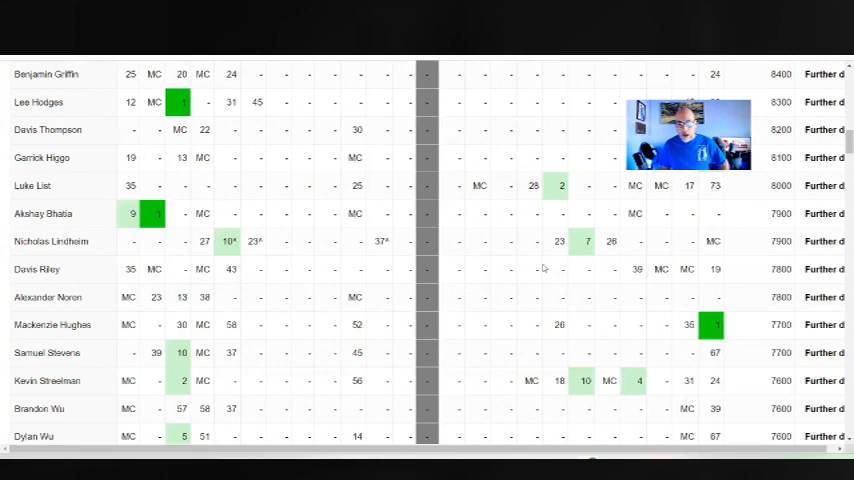 Benjamin Griffin 25 MC 20 MC 24 - - - - - - - - - - - - - - - - - 24 8400 Further d
Lee Hodges 12 MC 1 - 31 45 - - - - - - - - - - - - 8300 Further d
Davis Thompson - - MC 22 - - - - - 30 - - - - - - - - 8200 Further d
Garrick Higgo 19 - 13 MC - - - - - MC - - - - - - - - 8100 Further d
Luke List 35 - - - - - - - - 25 - - - - MC - 28 2 - - MC MC 17 73 8000 Further d
Akshay Bhatia 9 1 - MC - - - - - MC - - - - - - - - - - MC - - - 7900 Further d
Nicholas Lindheim - - - 27 10^ 23^ - - - - 37^ - - - - - - 23 7 26 - - - MC 7900 Further d
Davis Riley 35 MC - - 43 - - - - - - - - - - - - - - - 39 MC MC 19 7800 Further d
Alexander Noren MC 23 13 38 - - - - - MC - - - - - - - - - - - - - - 7800 Further d
Mackenzie Hughes MC - 30 MC 58 - - - - 52 - - - - - - - 26 - - - - 35 1 7700 Further d
Samuel Stevens - 39 10 MC 37 - - - - 45 - - - - - - - - - - - - - 67 7700 Further d
Kevin Streelman MC - 2 MC - - - - - 56 - - - - - - MC 18 10 MC 4 - 31 24 7600 Further d
Brandon Wu MC - 57 58 37 - - - - - - - - - - - - - - - - - MC 39 7600 Further d
Dylan Wu MC - 5 51 - - - - - 14 - - - - - - - - - - - - MC 67 7600 Further d